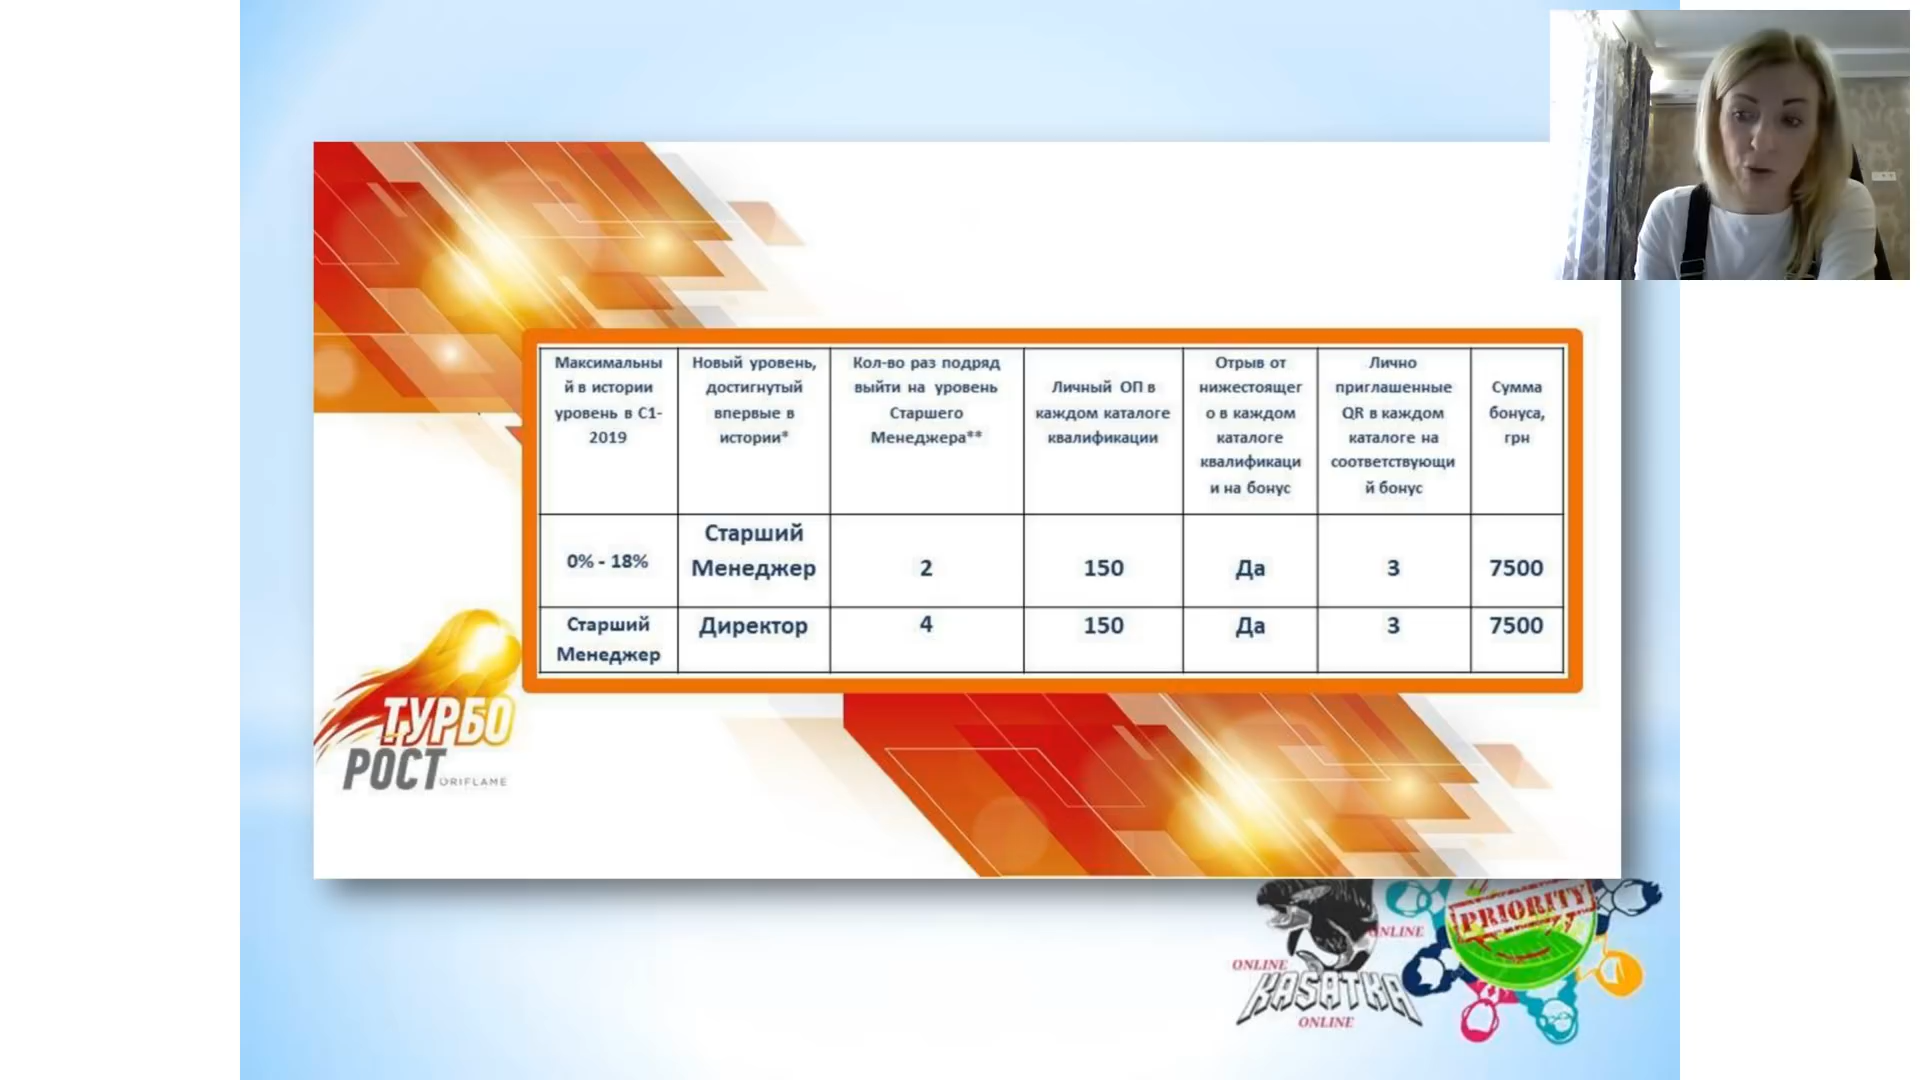 Максимальны
й в истории
уровень в С1-
2019
Новый уровень,
достигнутый
впервые в
истории*
Кол-во раз подряд
выйти на уровень
Старшего
Менеджера**
Личный ОП в
каждом каталоге
квалификации
Отрыв от
нижестоящег
о в каждом
каталоге
квалификаци
и на бонус
Лично
приглашенные
QR в каждом
каталоге на
соответствующи
й бонус
Сумма
бонуса,
грн
0% - 18%
Старший
Менеджер
2
150
Да
3
7500
Старший
Менеджер
Директор
4
150
Да
3
7500
ТУРБО
РОСТ
ORIFLAME
PRIORITY
ONLINE
ONLINE
KASATKA
ONLINE